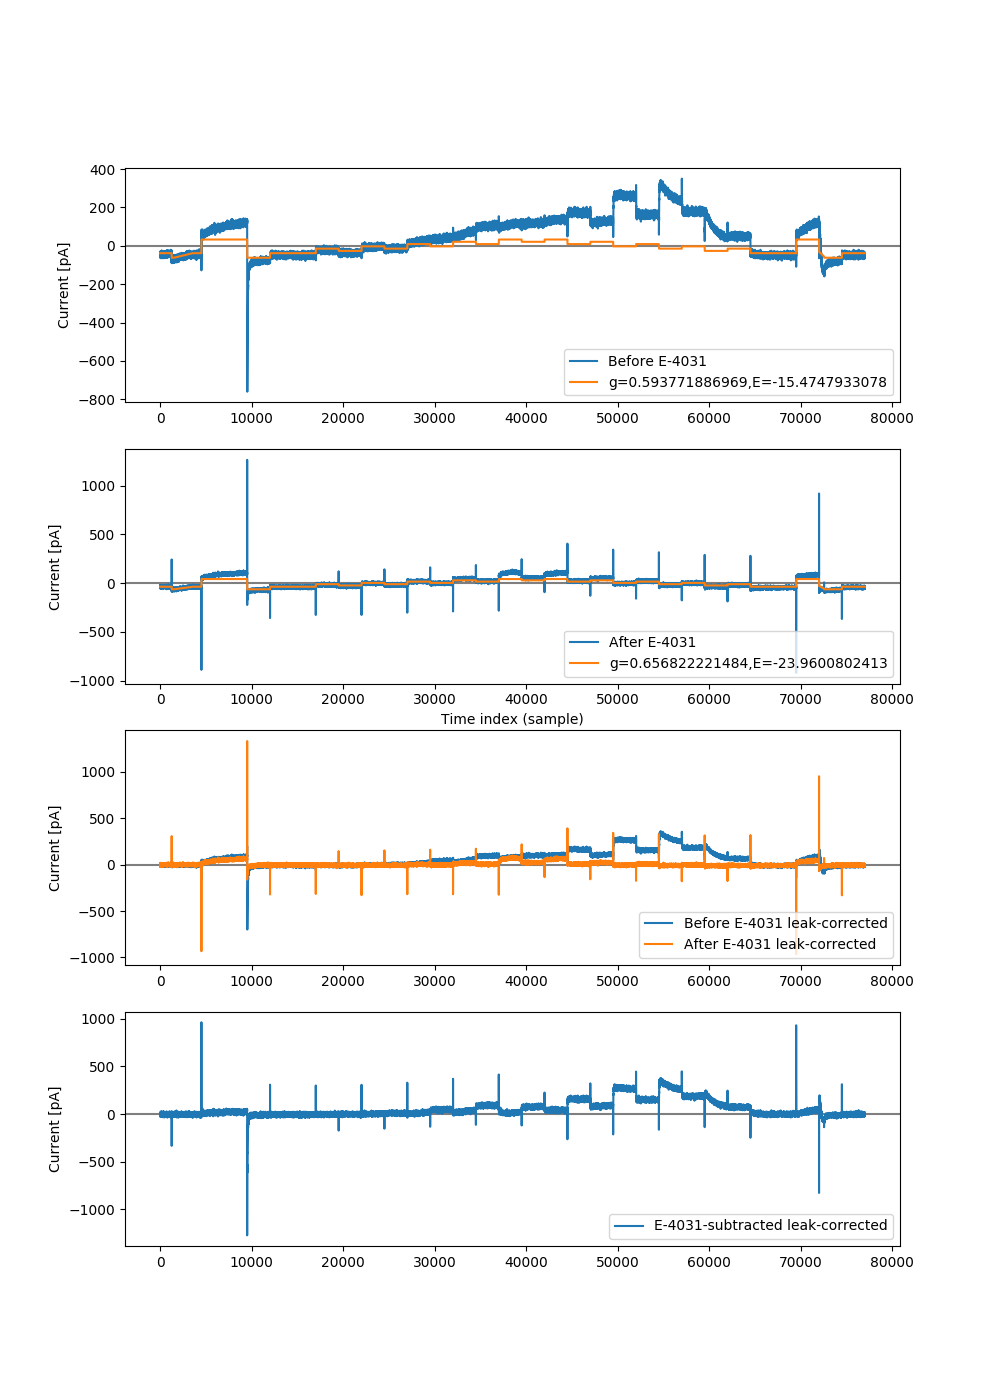 400
200
0
−200
−400
−600
−800
Current [pA]
Before E-4031
g=0.593771886969,E=-15.4747933078
0 10000 20000 30000 40000 50000 60000 70000 80000
1000
500
0
−500
−1000
Current [pA]
After E-4031
g=0.656822221484,E=-23.9600802413
0 10000 20000 30000 40000 50000 60000 70000 80000
Time index (sample)
1000
500
0
−500
−1000
Current [pA]
Before E-4031 leak-corrected
After E-4031 leak-corrected
0 10000 20000 30000 40000 50000 60000 70000 80000
1000
500
0
−500
−1000
Current [pA]
E-4031-subtracted leak-corrected
0 10000 20000 30000 40000 50000 60000 70000 80000